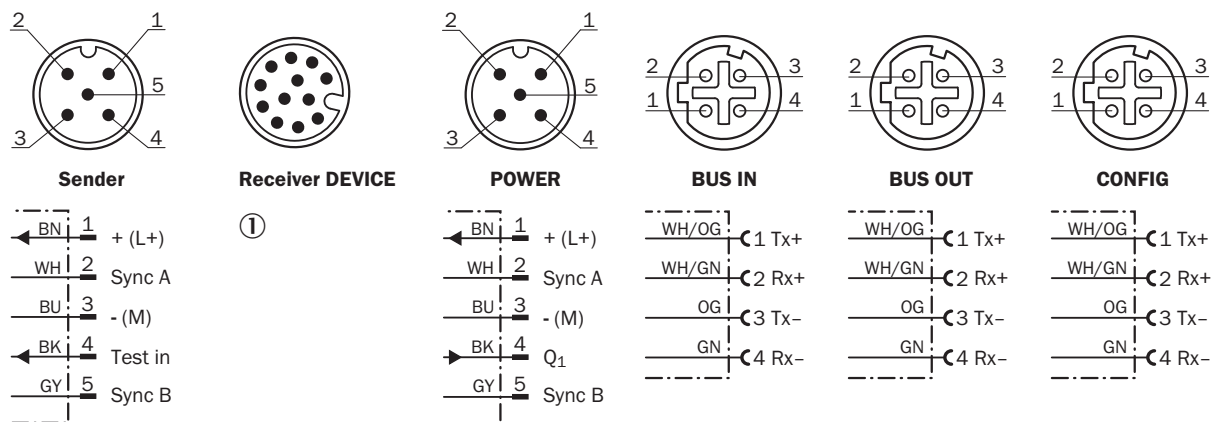 2 1
5
3 4
Sender
BN 1 + (L+)
WH 2 Sync A
BU 3 - (M)
BK 4 Test in
GY 5 Sync B
Receiver DEVICE
①
2 1
5
3 4
POWER
BN 1 + (L+)
WH 2 Sync A
BU 3 - (M)
BK 4 Q₁
GY 5 Sync B
2 3
1 4
BUS IN
WH/OG 1 Tx+
WH/GN 2 Rx+
OG 3 Tx–
GN 4 Rx–
2 3
1 4
BUS OUT
WH/OG 1 Tx+
WH/GN 2 Rx+
OG 3 Tx–
GN 4 Rx–
2 3
1 4
CONFIG
WH/OG 1 Tx+
WH/GN 2 Rx+
OG 3 Tx–
GN 4 Rx–